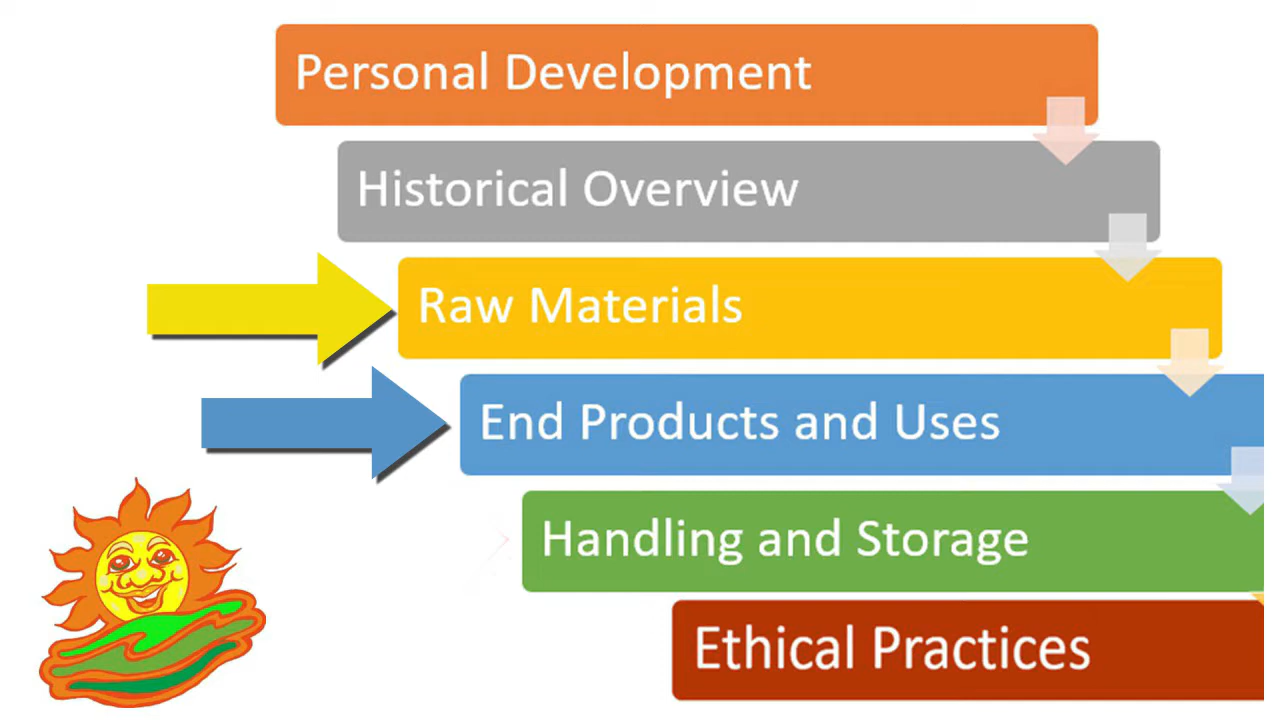 Personal Development
Historical Overview
Raw Materials
End Products and Uses
Handling and Storage
Ethical Practices